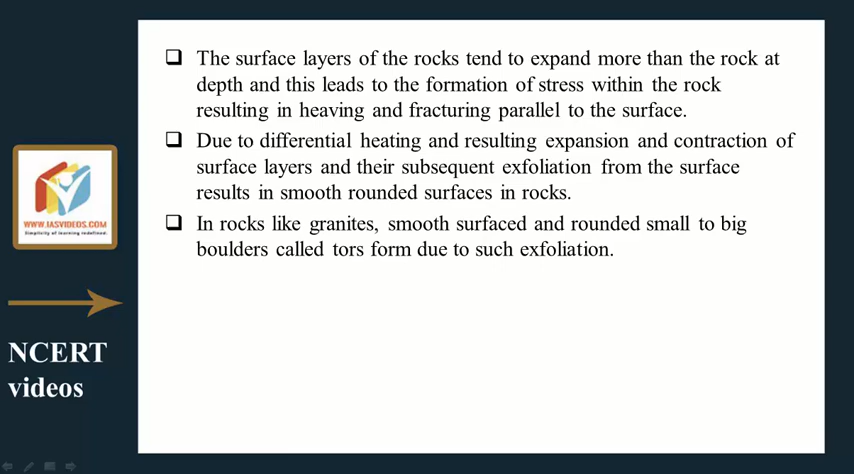 The surface layers of the rocks tend to expand more than the rock at
depth and this leads to the formation of stress within the rock
resulting in heaving and fracturing parallel to the surface.
Due to differential heating and resulting expansion and contraction of
surface layers and their subsequent exfoliation from the surface
results in smooth rounded surfaces in rocks.
In rocks like granites, smooth surfaced and rounded small to big
boulders called tors form due to such exfoliation.
WWW.IASVIDEOS.COM
Simplicity of learning redefined.
NCERT
videos